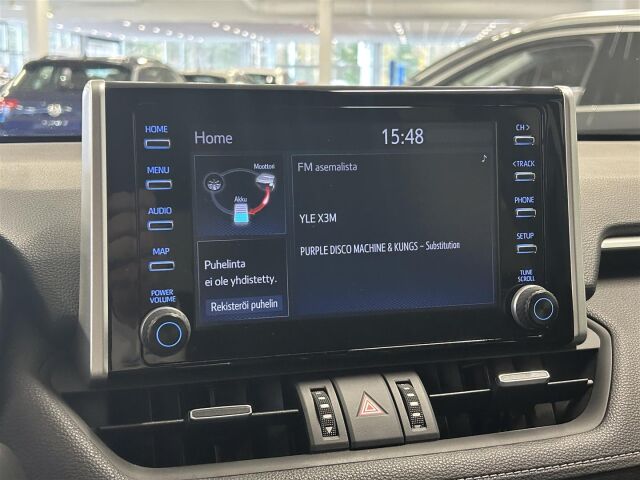 HOME
MENU
AUDIO
MAP
POWER
VOLUME
Home
15:48
Moottori
Akku
Puhelinta
ei ole yhdistetty.
Rekisteröi puhelin
FM asemalista
YLE X3M
PURPLE DISCO MACHINE & KUNGS – Substitution
CH >
< TRACK
PHONE
SETUP
TUNE
SCROLL